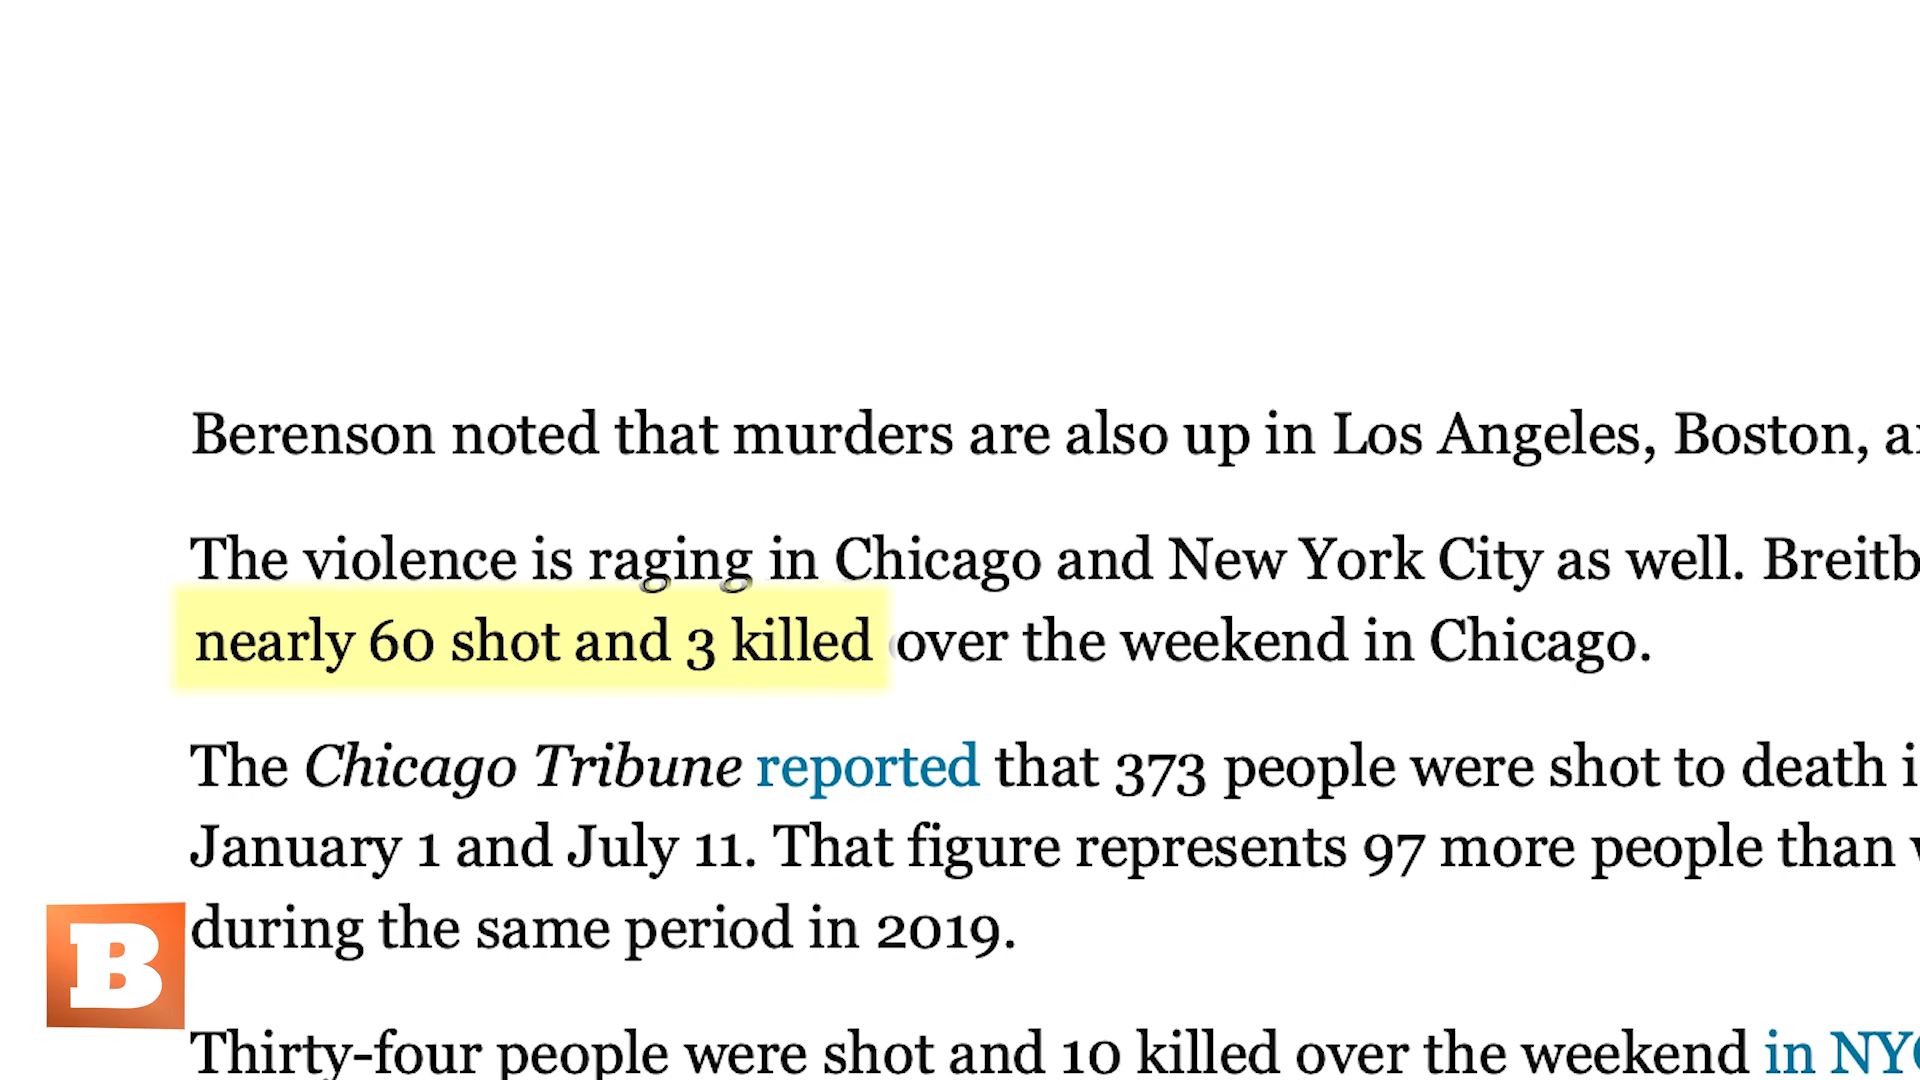 Berenson noted that murders are also up in Los Angeles, Boston,
The violence is raging in Chicago and New York City as well.
nearly 60 shot and 3 killed over the weekend in Chicago.
The Chicago Tribune reported that 373 people were shot to death
January 1 and July 11. That figure represents 97 more people than
during the same period in 2019.
B
Thirty-four people were shot and 10 killed over the weekend in